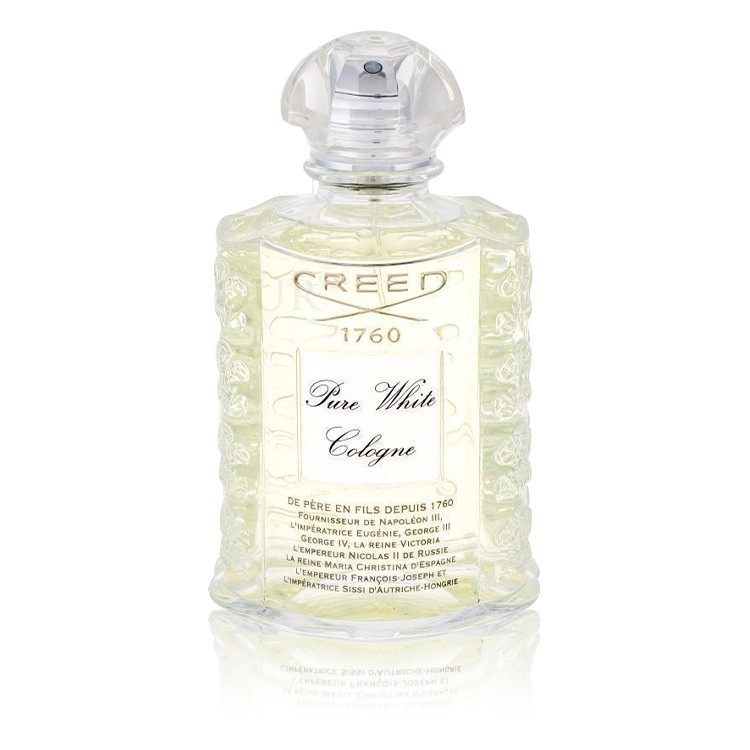 CREED
1760
Pure White
Cologne
DE PÈRE EN FILS DEPUIS 1760
FOURNISSEUR DE NAPOLÉON III,
L'IMPÉRATRICE EUGÉNIE, GEORGE III
GEORGE IV, LA REINE VICTORIA
L'EMPEREUR NICOLAS II DE RUSSIE
LA REINE MARIA CHRISTINA D'ESPAGNE
L'EMPEREUR FRANÇOIS-JOSEPH ET
L'IMPÉRATRICE SISSI D'AUTRICHE-HONGRIE